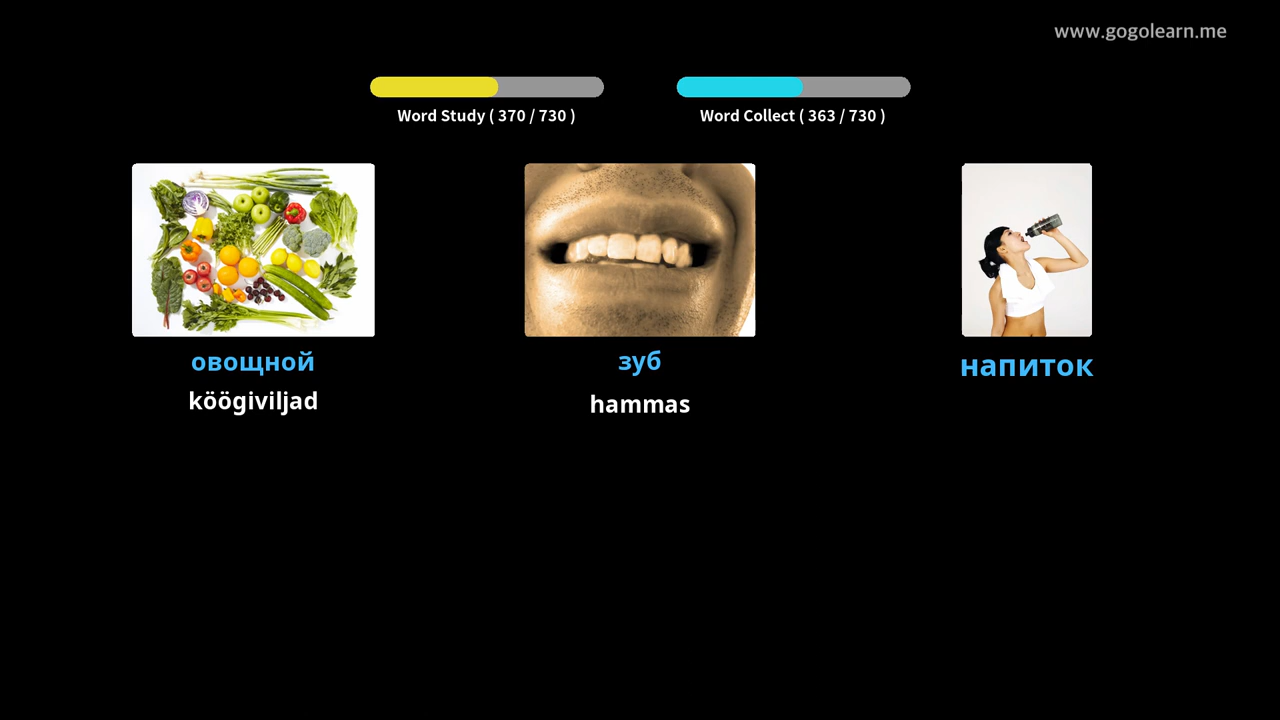 www.gogolearn.me
Word Study ( 370 / 730 )
Word Collect ( 363 / 730 )
овощной
зуб
напиток
köögiviljad
hammas